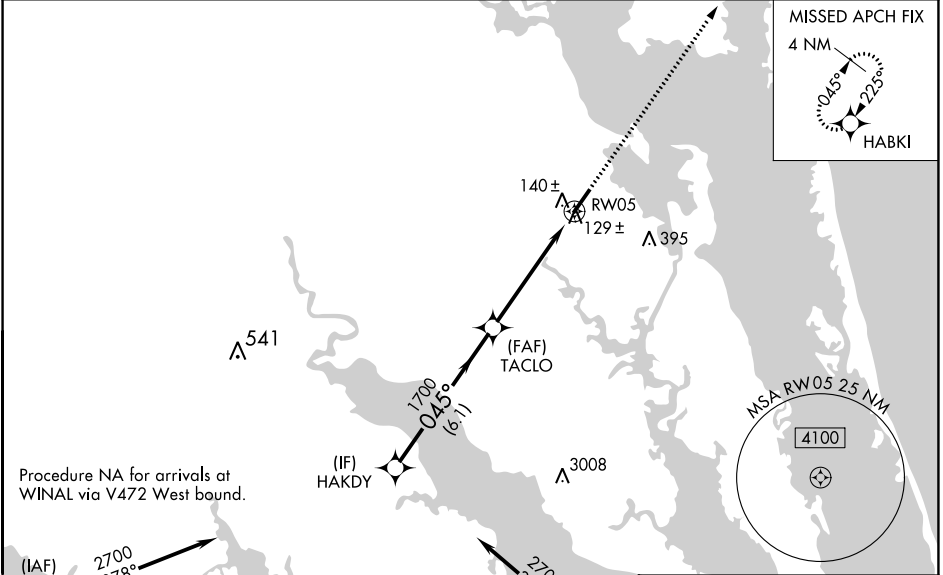 MISSED APCH FIX
4 NM
045°
225°
HABKI
140 ±
RW05
129 ±
395
541
(FAF)
TACLO
1700
045°
(6.1)
(IF)
HAKDY
3008
MSA RW05 25 NM
4100
Procedure NA for arrivals at
WINAL via V472 West bound.
(IAF)
2700